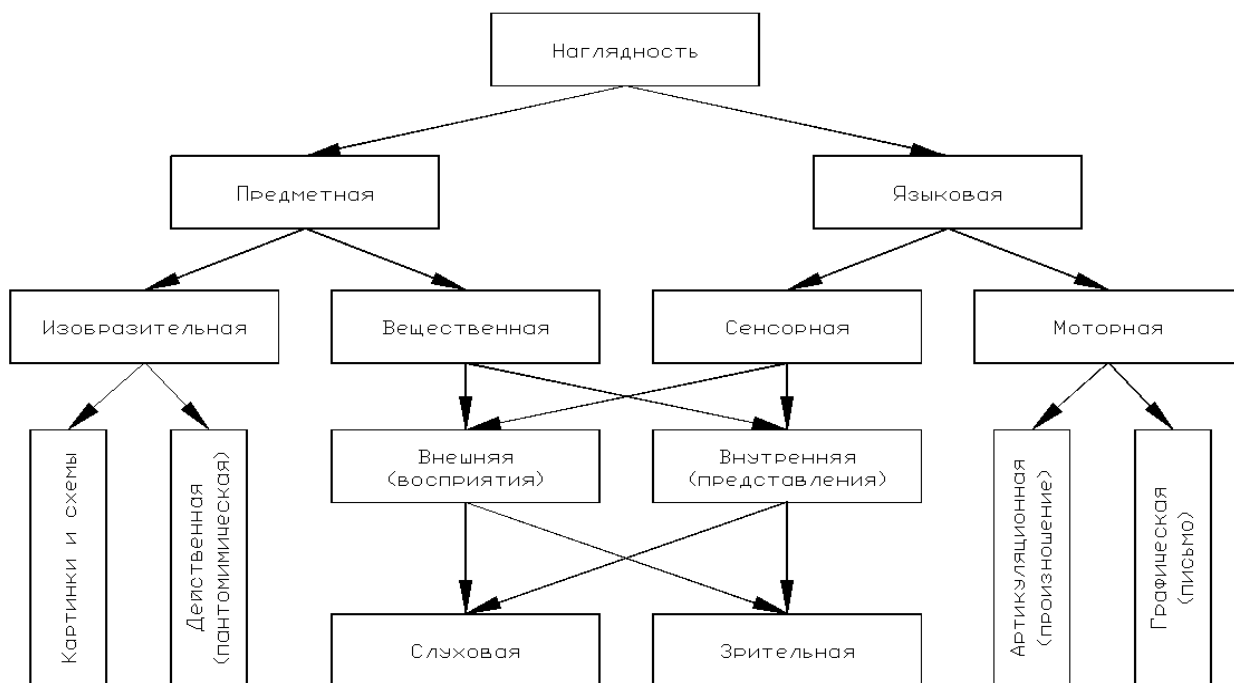 Наглядность
Предметная
Языковая
Изобразительная
Вещественная
Сенсорная
Моторная
Картинки и схемы
Действенная
(пантомимическая)
Внешняя
(восприятия)
Внутренняя
(представления)
Артикуляционная
(произношение)
Графическая
(письмо)
Слуховая
Зрительная